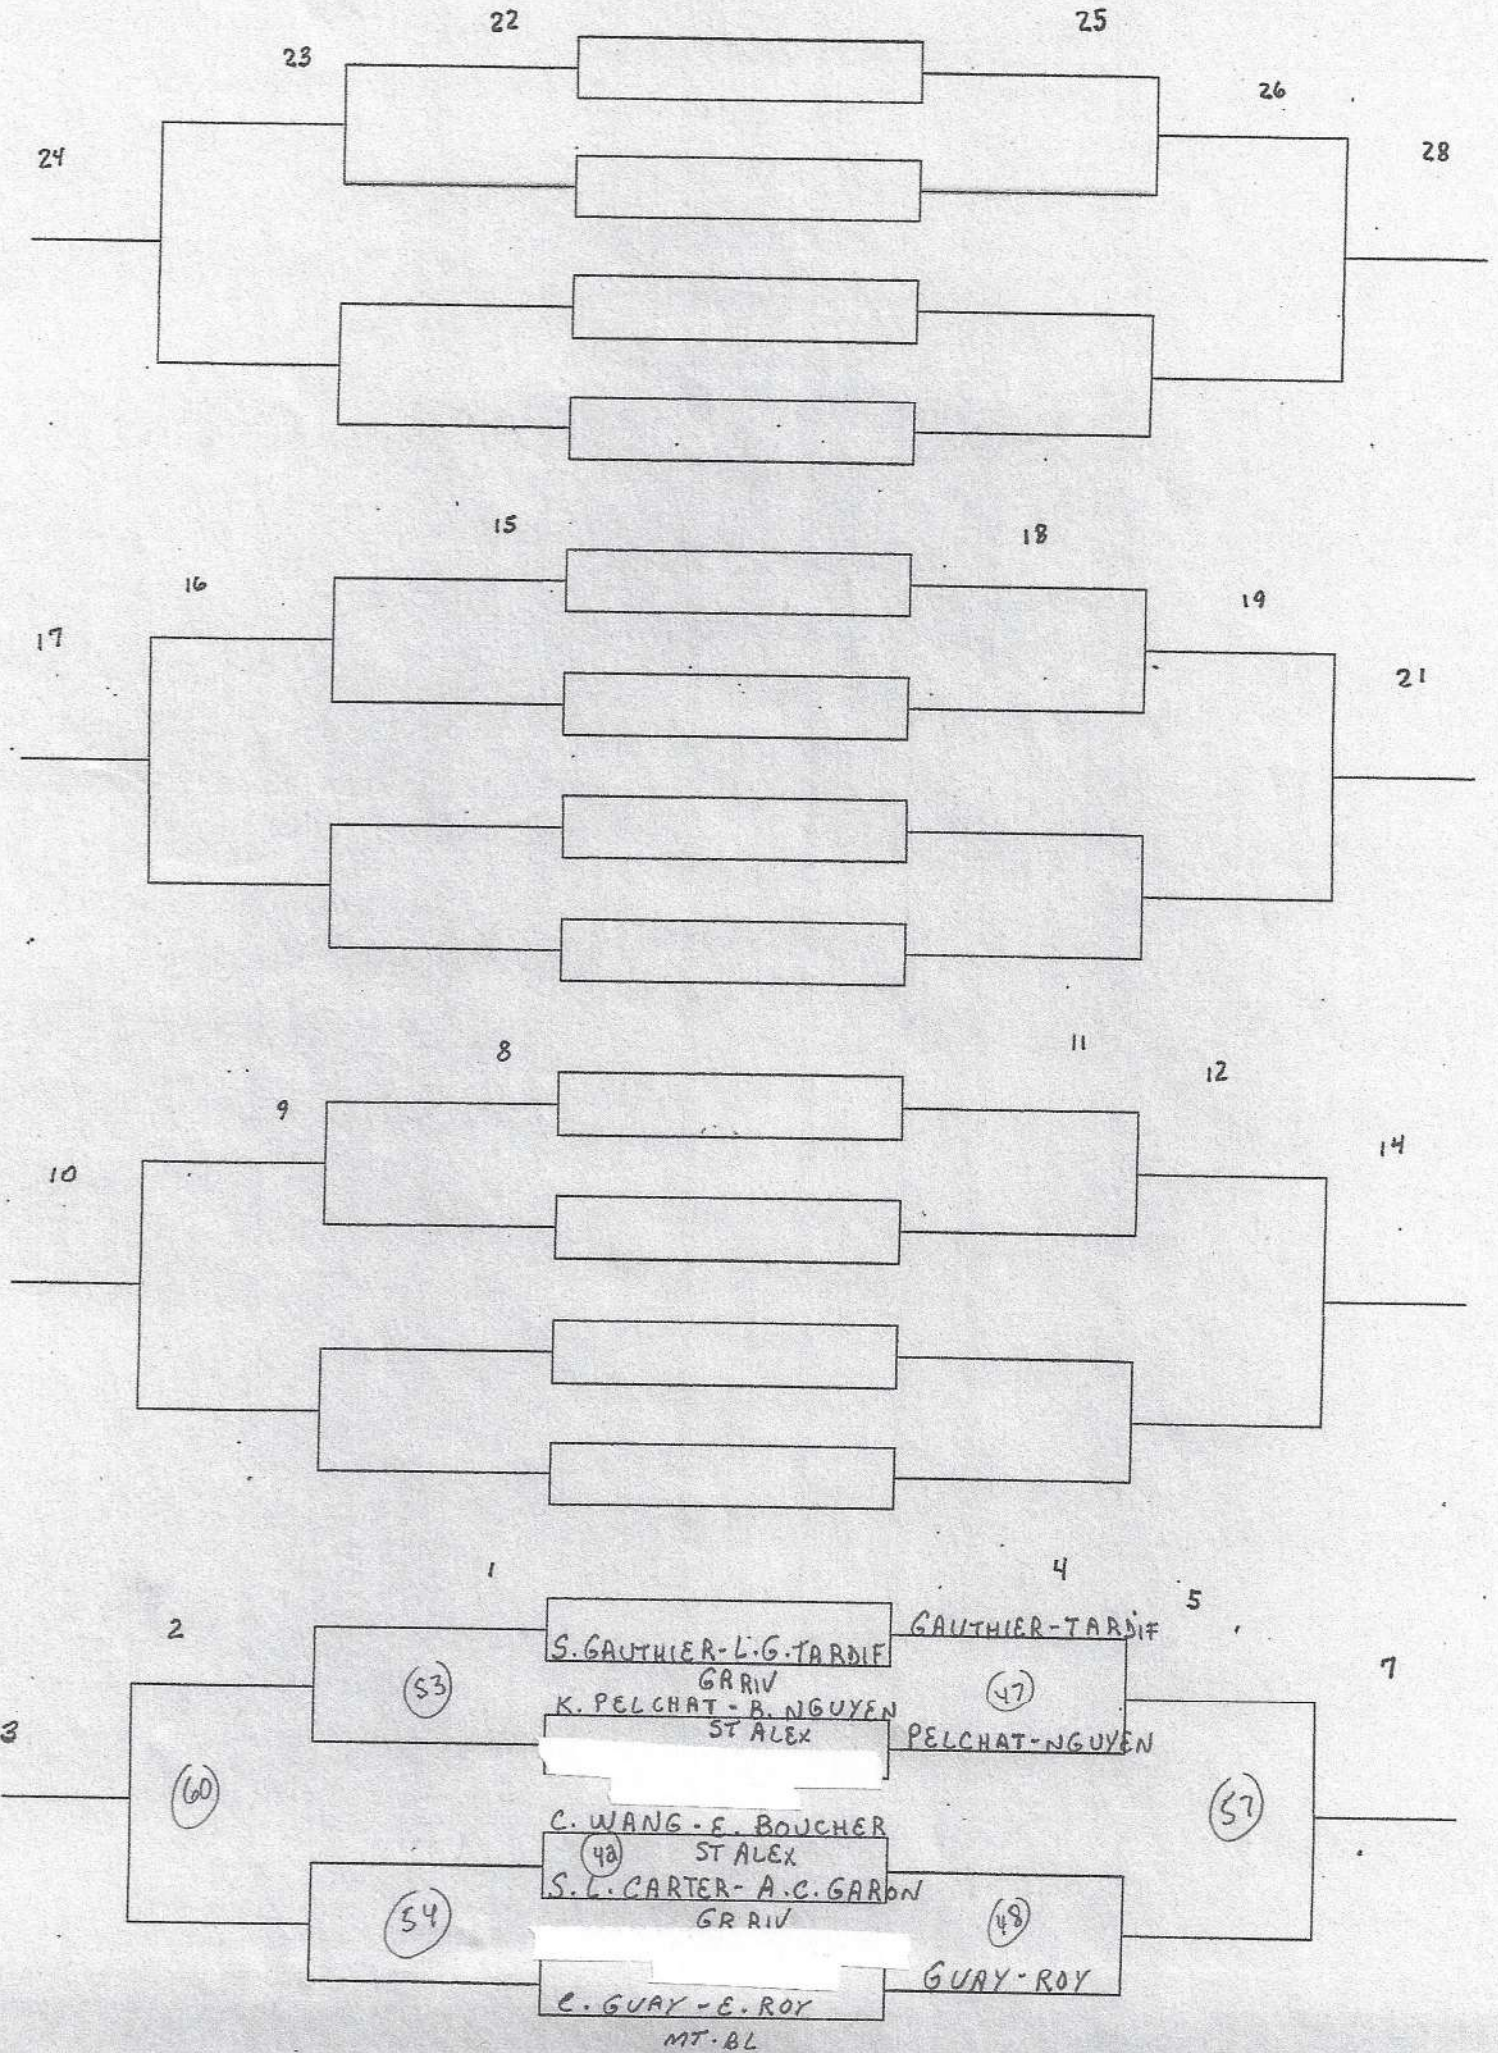 22
25
23
26
24
28
15
18
16
19
17
21
8
11
9
12
10
14
1
4
2
5
GAUTHIER-TARDIF
S. GAUTHIER-L.G.TARDIF
7
GR RIV
53
47
K. PELCHAT-B. NGUYEN
3
ST ALEX
PELCHAT-NGUYEN
60
57
C. WANG-E. BOUCHER
42
ST ALEX
S.L.CARTER-A.C.GARON
54
GR RIV
48
GUAY-ROY
C. GUAY-E. ROY
MT.BL